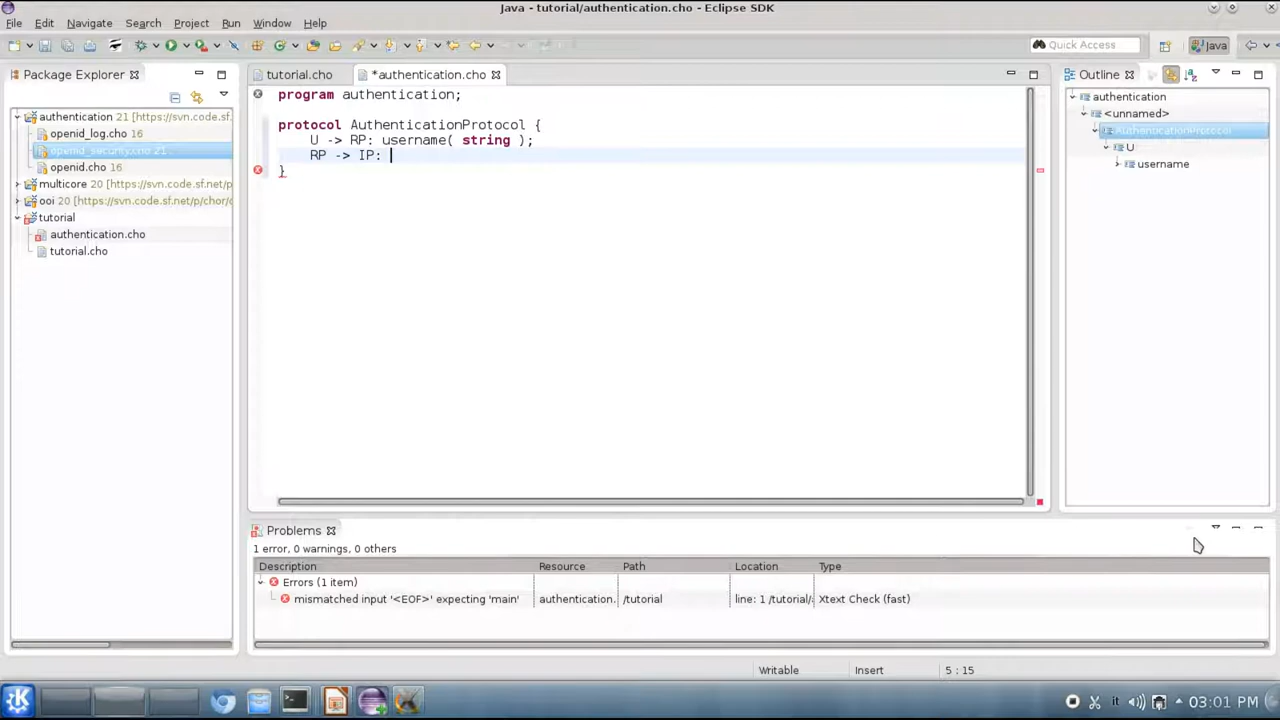 Java - tutorial/authentication.cho - Eclipse SDK
File Edit Navigate Search Project Run Window Help
Quick Access
Java
Package Explorer
tutorial.cho
*authentication.cho
Outline
authentication 21 [https://svn.code.sf.
openid_log.cho 16
openid_security.cho 21
openid.cho 16
multicore 20 [https://svn.code.sf.net/p
ooi 20 [https://svn.code.sf.net/p/chor/c
tutorial
authentication.cho
tutorial.cho
program authentication;
protocol AuthenticationProtocol {
U -> RP: username( string );
RP -> IP:
}
authentication
<unnamed>
AuthenticationProtocol
U
username
Problems
1 error, 0 warnings, 0 others
Description Resource Path Location Type
Errors (1 item)
mismatched input '<EOF>' expecting 'main' authentication. /tutorial line: 1 /tutorial/ Xtext Check (fast)
Writable Insert 5 : 15
it 03:01 PM